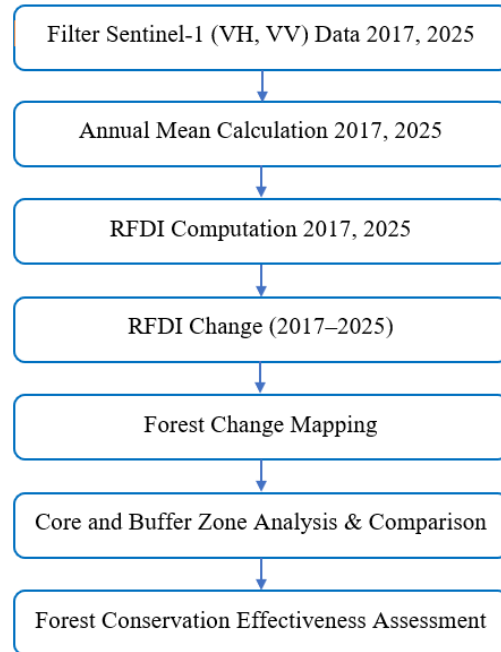 Filter Sentinel-1 (VH, VV) Data 2017, 2025
Annual Mean Calculation 2017, 2025
RFDI Computation 2017, 2025
RFDI Change (2017–2025)
Forest Change Mapping
Core and Buffer Zone Analysis & Comparison
Forest Conservation Effectiveness Assessment